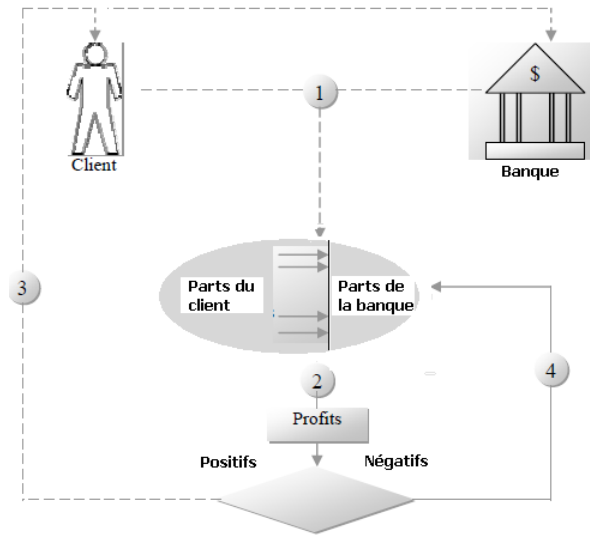 $
1
Client
Banque
3
Parts du
client
Parts de
la banque
2
4
Profits
Positifs
Négatifs